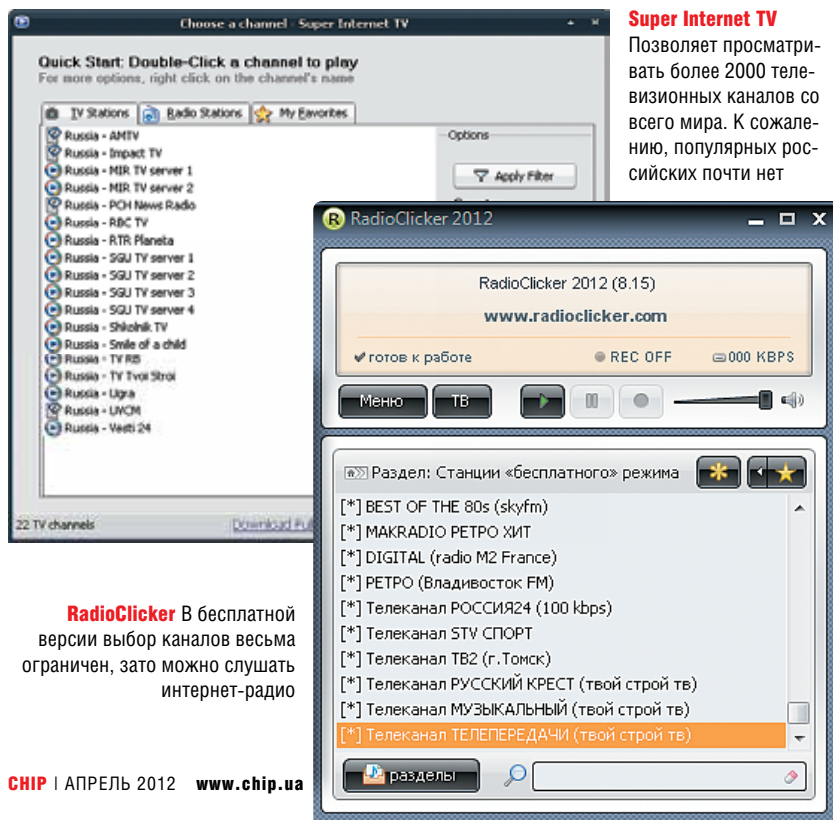 Choose a channel - Super Internet TV
Quick Start: Double-Click a channel to play
For more options, right click on the channel's name
TV Stations
Radio Stations
My Favorites
Russia - AMTV
Russia - Impact TV
Russia - MIR TV server 1
Russia - MIR TV server 2
Russia - PCH News Radio
Russia - RBC TV
Russia - RTR Planeta
Russia - SGU TV server 1
Russia - SGU TV server 2
Russia - SGU TV server 3
Russia - SGU TV server 4
Russia - Shkolnik TV
Russia - Smile of a child
Russia - TV RB
Russia - TV Tvoi Stroi
Russia - Ugra
Russia - UVCM
Russia - Vesti 24
Options
Apply Filter
22 TV channels
Download
Super Internet TV
Позволяет просматри-
вать более 2000 теле-
визионных каналов со
всего мира. К сожале-
нию, популярных рос-
сийских почти нет
RadioClicker 2012
RadioClicker 2012 (8.15)
www.radioclicker.com
готов к работе
REC OFF
000 KBPS
Меню
ТВ
Раздел: Станции «бесплатного» режима
[*] BEST OF THE 80s (skyfm)
[*] MAKRADIO РЕТРО ХИТ
[*] DIGITAL (radio M2 France)
[*] РЕТРО (Владивосток FM)
[*] Телеканал РОССИЯ24 (100 kbps)
[*] Телеканал STV СПОРТ
[*] Телеканал ТВ2 (г.Томск)
[*] Телеканал РУССКИЙ КРЕСТ (твой строй тв)
[*] Телеканал МУЗЫКАЛЬНЫЙ (твой строй тв)
[*] Телеканал ТЕЛЕПЕРЕДАЧИ (твой строй тв)
разделы
RadioClicker В бесплатной
версии выбор каналов весьма
ограничен, зато можно слушать
интернет-радио
CHIP | АПРЕЛЬ 2012 www.chip.ua